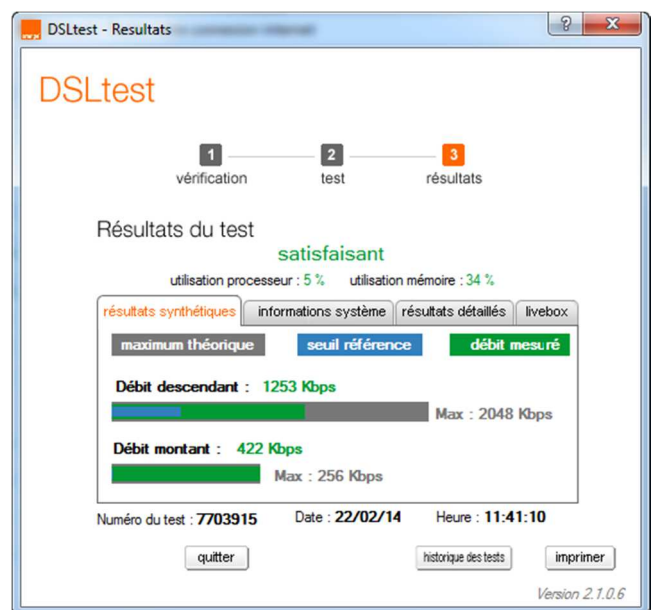 DSLtest - Resultats
DSLtest
1 2 3
vérification test résultats
Résultats du test
satisfaisant
utilisation processeur : 5 % utilisation mémoire : 34 %
résultats synthétiques informations système résultats détaillés livebox
maximum théorique seuil référence débit mesuré
Débit descendant : 1253 Kbps
Max : 2048 Kbps
Débit montant : 422 Kbps
Max : 256 Kbps
Numéro du test : 7703915 Date : 22/02/14 Heure : 11:41:10
quitter historique des tests imprimer
Version 2.1.0.6